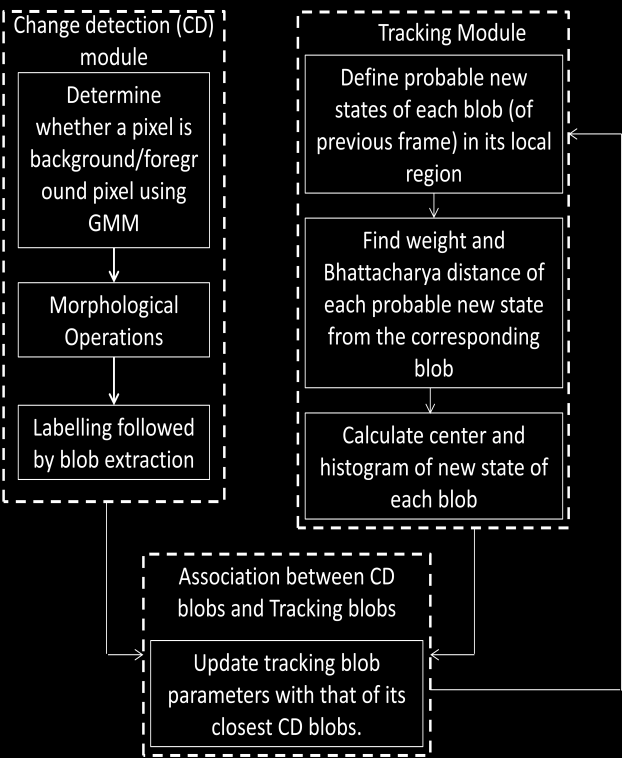 Change detection (CD)
module
Determine
whether a pixel is
background/foregr
ound pixel using
GMM
Morphological
Operations
Labelling followed
by blob extraction
Tracking Module
Define probable new
states of each blob (of
previous frame) in its local
region
Find weight and
Bhattacharya distance of
each probable new state
from the corresponding
blob
Calculate center and
histogram of new state of
each blob
Association between CD
blobs and Tracking blobs
Update tracking blob
parameters with that of its
closest CD blobs.